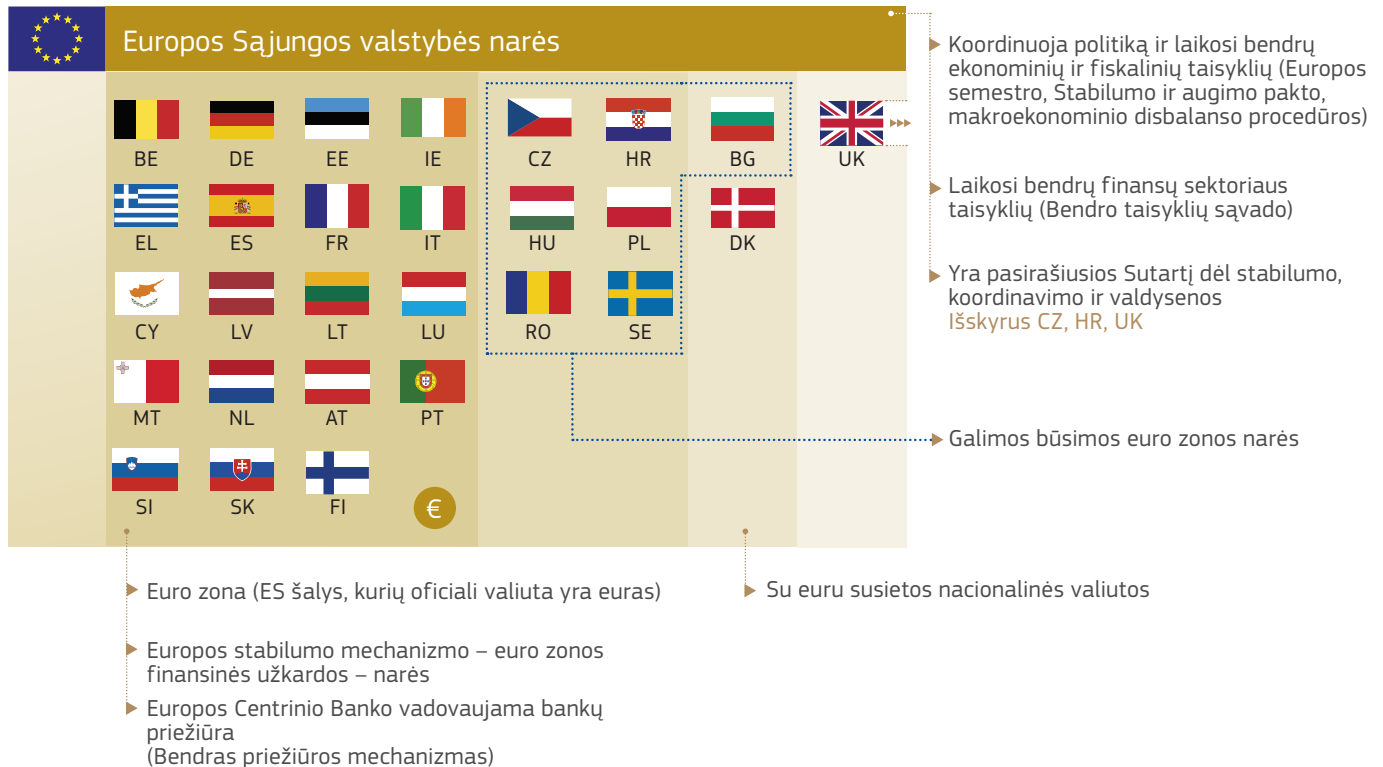 Europos Sąjungos valstybės narės
BE DE EE IE CZ HR BG UK
EL ES FR IT HU PL DK
CY LV LT LU RO SE
MT NL AT PT
SI SK FI €
Koordinuoja politiką ir laikosi bendrų
ekonominių ir fiskalinių taisyklių (Europos
semestro, Stabilumo ir augimo pakto,
makroekonominio disbalanso procedūros)
Laikosi bendrų finansų sektoriaus
taisyklių (Bendro taisyklių sąvado)
Yra pasirašiusios Sutartį dėl stabilumo,
koordinavimo ir valdysenos
Išskyrus CZ, HR, UK
Galimos būsimos euro zonos narės
Euro zona (ES šalys, kurių oficiali valiuta yra euras)
Europos stabilumo mechanizmo – euro zonos
finansinės užkardos – narės
Europos Centrinio Banko vadovaujama bankų
priežiūra
(Bendras priežiūros mechanizmas)
Su euru susietos nacionalinės valiutos